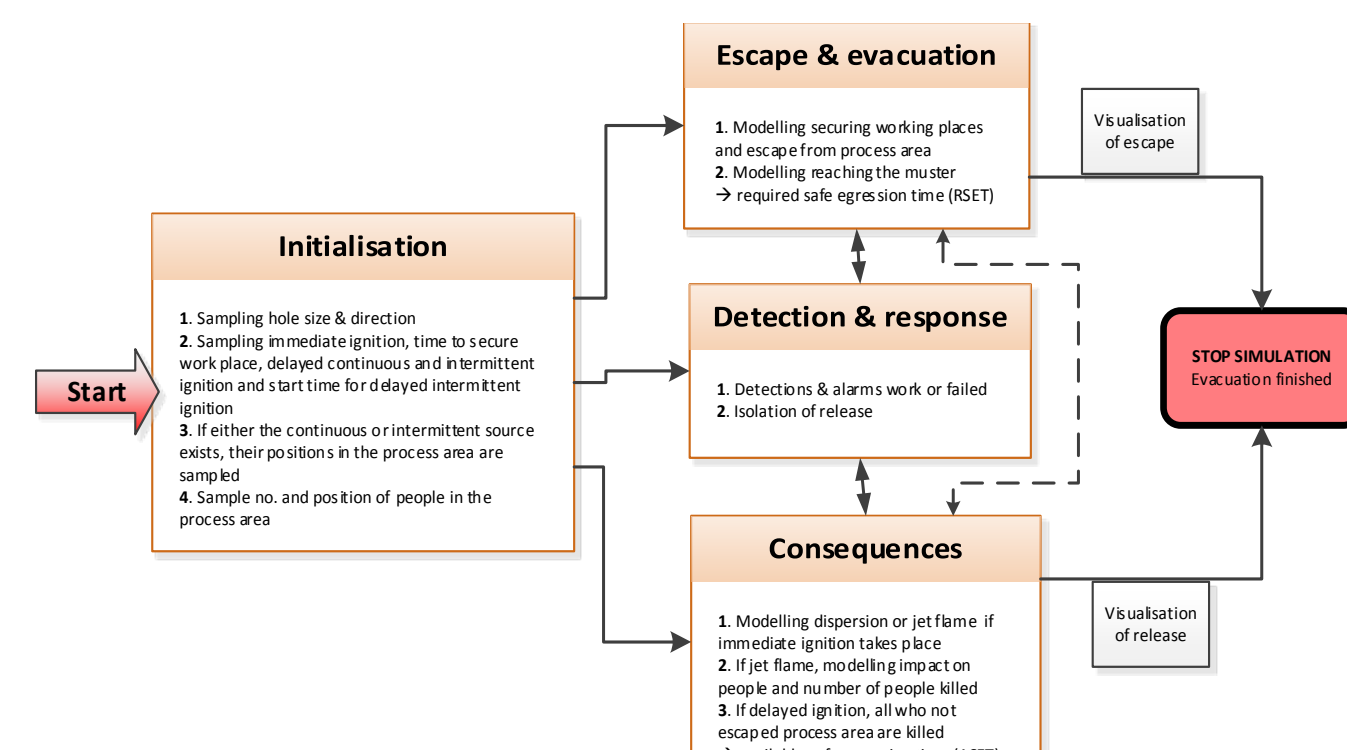 Start
Initialisation
1. Sampling hole size & direction
2. Sampling immediate ignition, time to secure
work place, delayed continuous and intermittent
ignition and start time for delayed intermittent
ignition
3. If either the continuous or intermittent source
exists, their positions in the process area are
sampled
4. Sample no. and position of people in the
process area
Escape & evacuation
1. Modelling securing working places
and escape from process area
2. Modelling reaching the muster
→ required safe egression time (RSET)
Detection & response
1. Detections & alarms work or failed
2. Isolation of release
Consequences
1. Modelling dispersion or jet flame if
immediate ignition takes place
2. If jet flame, modelling impact on
people and number of people killed
3. If delayed ignition, all who not
escaped process area are killed
Visualisation
of escape
STOP SIMULATION
Evacuation finished
Visualisation
of release